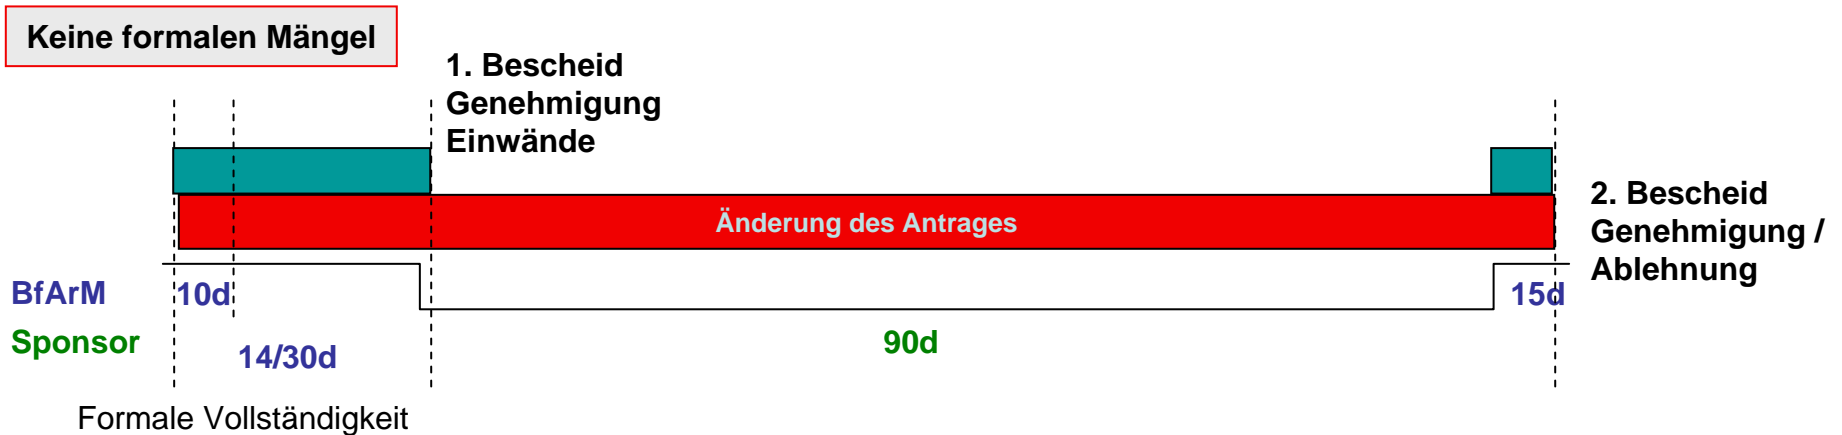 Keine formalen Mängel
1. Bescheid
Genehmigung
Einwände
Änderung des Antrages
2. Bescheid
Genehmigung /
Ablehnung
BfArM
10d
15d
Sponsor
14/30d
90d
Formale Vollständigkeit